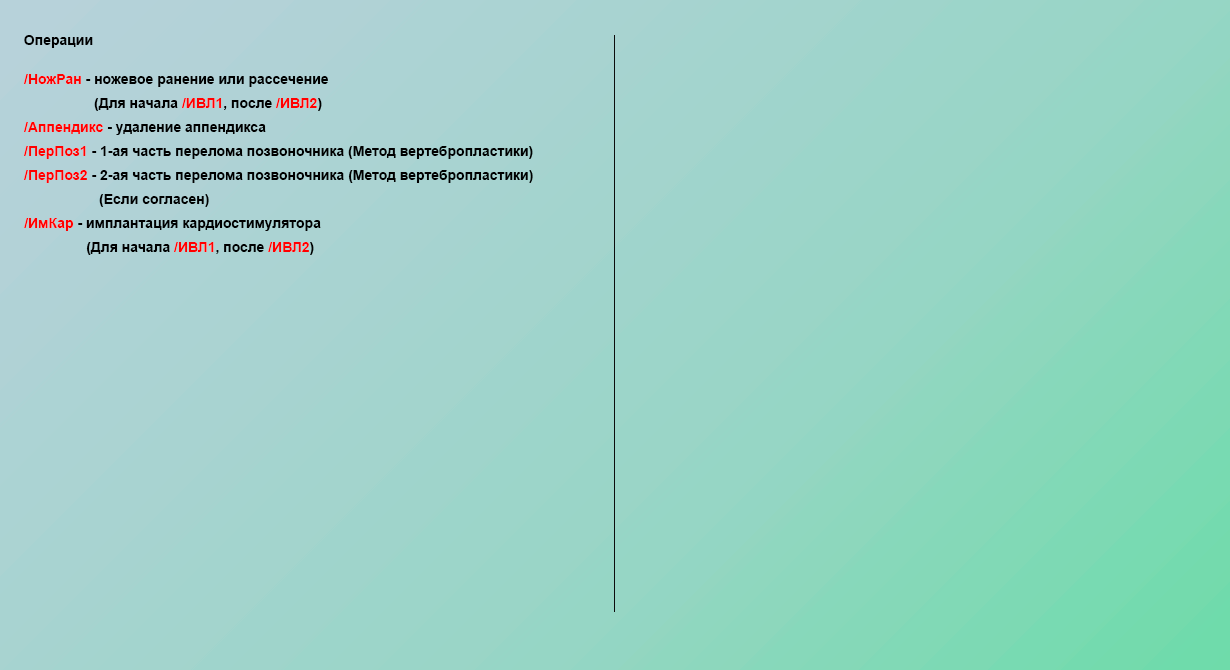 Операции
/НожРан - ножевое ранение или рассечение
(Для начала /ИВЛ1, после /ИВЛ2)
/Аппендикс - удаление аппендикса
/ПерПоз1 - 1-ая часть перелома позвоночника (Метод вертебропластики)
/ПерПоз2 - 2-ая часть перелома позвоночника (Метод вертебропластики)
(Если согласен)
/ИмКар - имплантация кардиостимулятора
(Для начала /ИВЛ1, после /ИВЛ2)